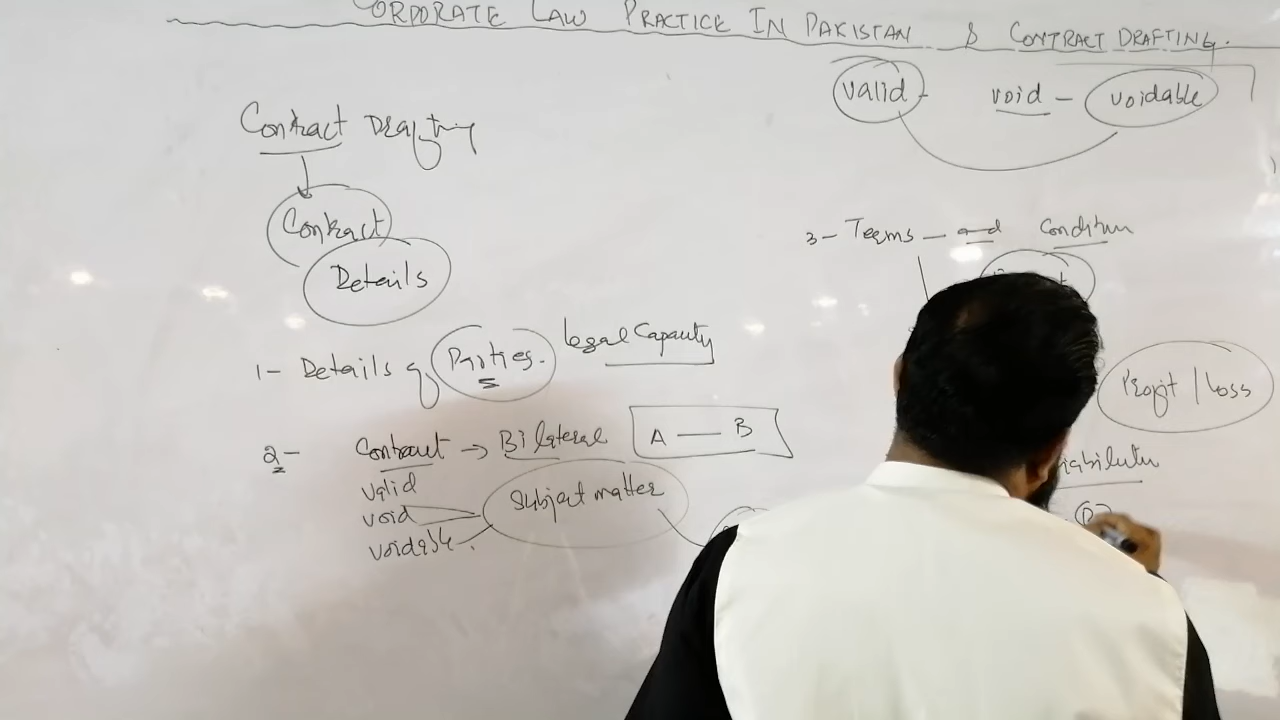 CORPORATE LAW PRACTICE IN PAKISTAN & CONTRACT DRAFTING.
valid - void - voidable
Contract Drafting
Contract
Details
1- Details of Parties. legal Capacity
2- Contract → Bilateral A — B
valid
void
voidable.
Subject matter
3- Terms - and Condition
Profit / Loss